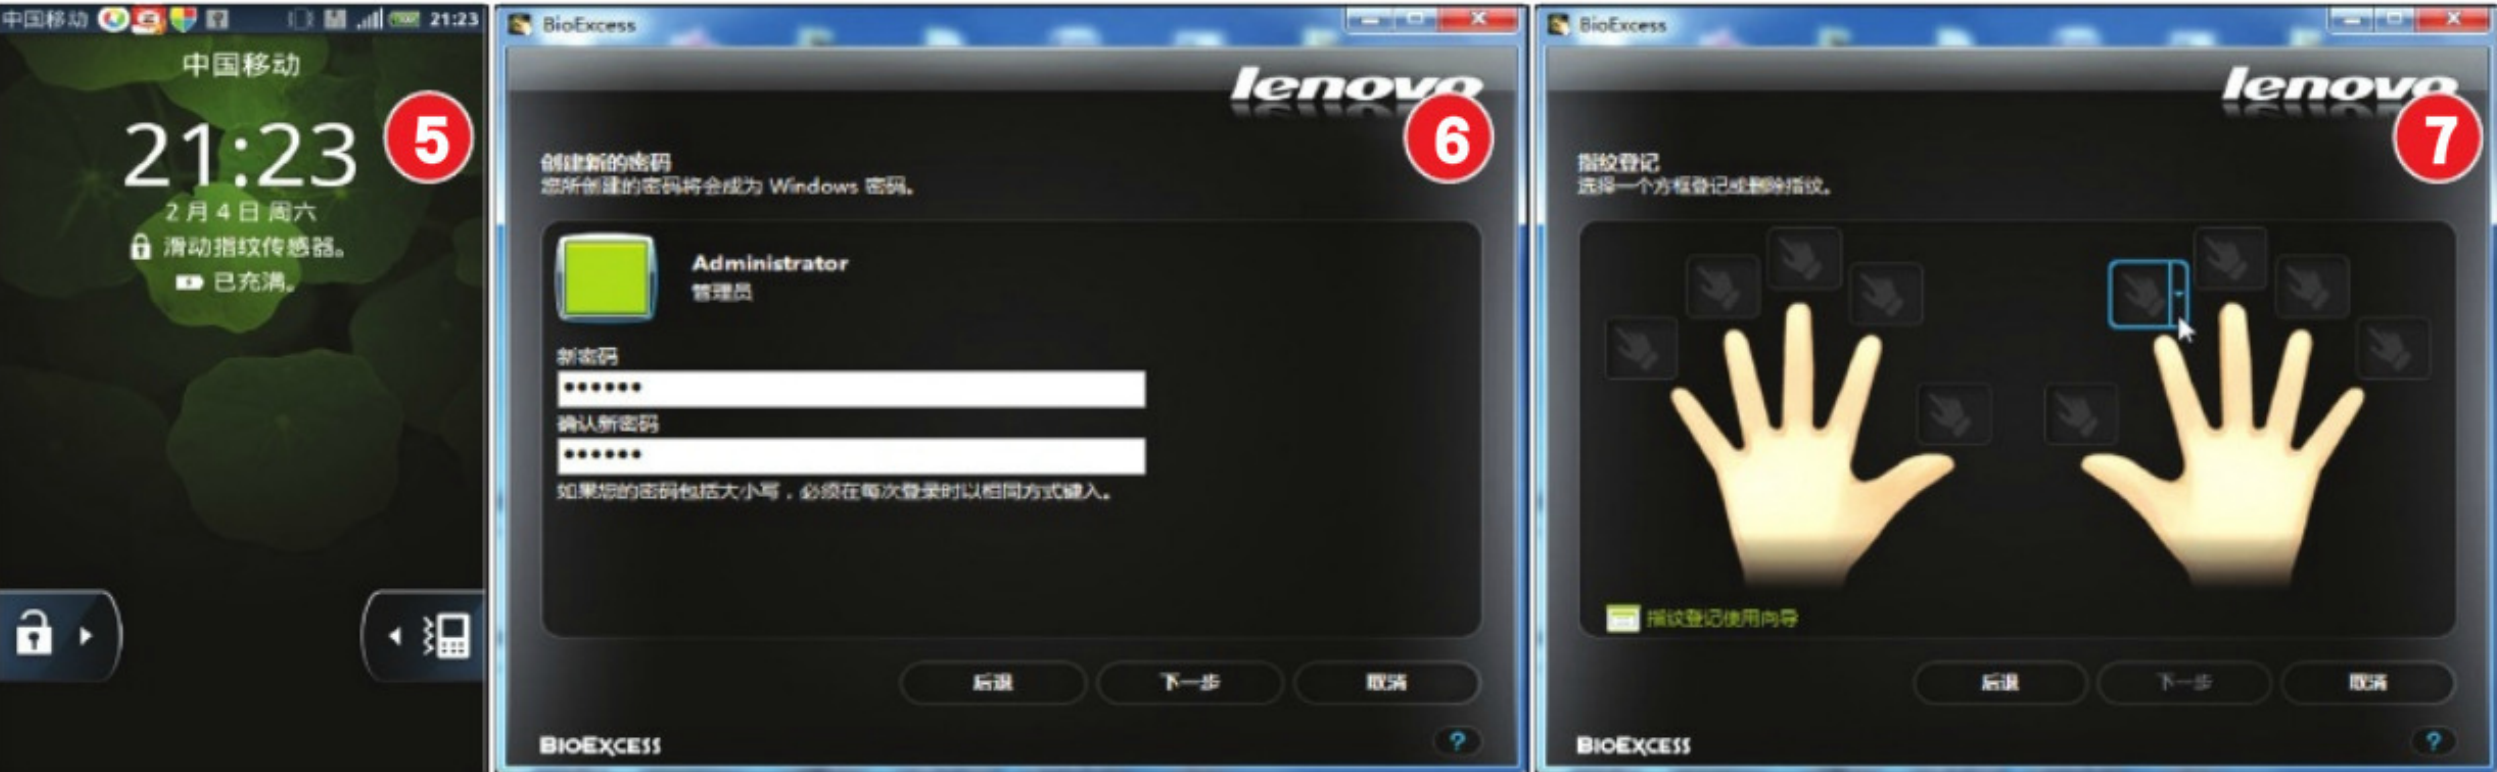 中国移动 21:23
中国移动
21:23
2月4日 周六
滑动指纹传感器。
已充满。
5
BioExcess
lenovo
6
创建新的密码
您所创建的密码将会成为 Windows 密码。
Administrator
管理员
新密码
••••••
确认新密码
••••••
如果您的密码包括大小写，必须在每次登录时以相同方式键入。
后退 下一步 取消
BIOEXCESS ?
BioExcess
lenovo
7
指纹登记
选择一个方框登记或删除指纹。
指纹登记使用向导
后退 下一步 取消
BIOEXCESS ?